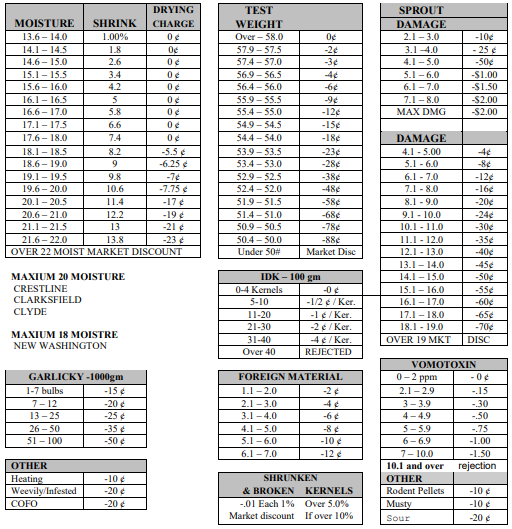 DRYING
MOISTURE SHRINK CHARGE
13.6 – 14.0 1.00% 0 ¢
14.1 – 14.5 1.8 0¢
14.6 – 15.0 2.6 0 ¢
15.1 – 15.5 3.4 0 ¢
15.6 – 16.0 4.2 0 ¢
16.1 – 16.5 5 0 ¢
16.6 – 17.0 5.8 0 ¢
17.1 – 17.5 6.6 0 ¢
17.6 – 18.0 7.4 0 ¢
18.1 – 18.5 8.2 -5.5 ¢
18.6 – 19.0 9 -6.25 ¢
19.1 – 19.5 9.8 -7¢
19.6 – 20.0 10.6 -7.75 ¢
20.1 – 20.5 11.4 -17 ¢
20.6 – 21.0 12.2 -19 ¢
21.1 – 21.5 13 -21 ¢
21.6 – 22.0 13.8 -23 ¢
OVER 22 MOIST MARKET DISCOUNT
MAXIUM 20 MOISTURE
CRESTLINE
CLARKSFIELD
CLYDE
MAXIUM 18 MOISTRE
NEW WASHINGTON
GARLICKY -1000gm
1-7 bulbs -15 ¢
7 – 12 -20 ¢
13 – 25 -25 ¢
26 – 50 -35 ¢
51 – 100 -50 ¢
OTHER
Heating -10 ¢
Weevily/Infested -20 ¢
COFO -20 ¢
TEST
WEIGHT
Over – 58.0 0¢
57.9 – 57.5 -2¢
57.4 – 57.0 -3¢
56.9 – 56.5 -4¢
56.4 – 56.0 -6¢
55.9 – 55.5 -9¢
55.4 – 55.0 -12¢
54.9 – 54.5 -15¢
54.4 – 54.0 -18¢
53.9 – 53.5 -23¢
53.4 – 53.0 -28¢
52.9 – 52.5 -38¢
52.4 – 52.0 -48¢
51.9 – 51.5 -58¢
51.4 – 51.0 -68¢
50.9 – 50.5 -78¢
50.4 – 50.0 -88¢
Under 50# Market Disc
IDK – 100 gm
0-4 Kernels -0 ¢
5-10 -1/2 ¢ / Ker.
11-20 -1 ¢ / Ker.
21-30 -2 ¢ / Ker.
31-40 -4 ¢ / Ker.
Over 40 REJECTED
FOREIGN MATERIAL
1.1 – 2.0 -2 ¢
2.1 – 3.0 -4 ¢
3.1 – 4.0 -6 ¢
4.1 – 5.0 -8 ¢
5.1 – 6.0 -10 ¢
6.1 – 7.0 -12 ¢
SHRUNKEN
& BROKEN KERNELS
-.01 Each 1% Over 5.0%
Market discount If over 10%
SPROUT
DAMAGE
2.1 – 3.0 -10¢
3.1 –4.0 - 25 ¢
4.1 – 5.0 -50¢
5.1 – 6.0 -$1.00
6.1 – 7.0 -$1.50
7.1 – 8.0 -$2.00
MAX DMG -$2.00
DAMAGE
4.1 - 5.00 -4¢
5.1 - 6.0 -8¢
6.1 - 7.0 -12¢
7.1 - 8.0 -16¢
8.1 - 9.0 -20¢
9.1 - 10.0 -24¢
10.1 - 11.0 -30¢
11.1 - 12.0 -35¢
12.1 - 13.0 -40¢
13.1 — 14.0 -45¢
14.1 — 15.0 -50¢
15.1 — 16.0 -55¢
16.1 – 17.0 -60¢
17.1 — 18.0 -65¢
18.1 - 19.0 -70¢
OVER 19 MKT DISC
VOMOTOXIN
0 – 2 ppm - 0 ¢
2.1 – 2.9 -.15
3 – 3.9 -.30
4 – 4.9 -.50
5 – 5.9 -.75
6 – 6.9 -1.00
7 – 10.0 -1.50
10.1 and over rejection
OTHER
Rodent Pellets -10 ¢
Musty -10 ¢
Sour -20 ¢